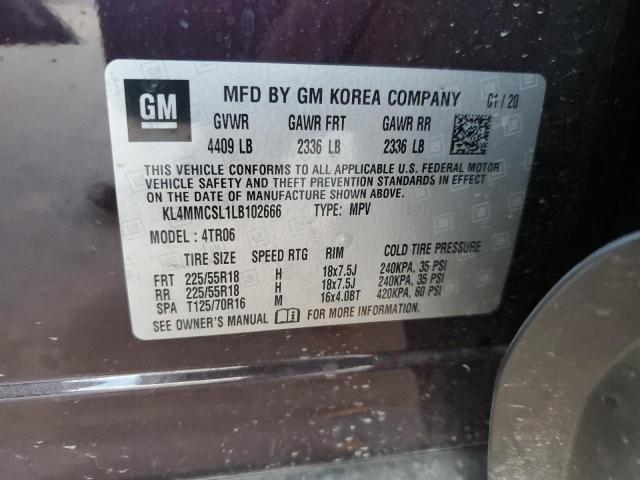 GM MFD BY GM KOREA COMPANY 01/20
GVWR GAWR FRT GAWR RR
4409 LB 2336 LB 2336 LB
THIS VEHICLE CONFORMS TO ALL APPLICABLE U.S. FEDERAL MOTOR
VEHICLE SAFETY AND THEFT PREVENTION STANDARDS IN EFFECT
ON THE DATE OF MANUFACTURE SHOWN ABOVE.
KL4MMCSL1LB102666 TYPE: MPV
MODEL: 4TR06
TIRE SIZE SPEED RTG RIM COLD TIRE PRESSURE
FRT 225/55R18 H 18x7.5J 240KPA, 35 PSI
RR 225/55R18 H 18x7.5J 240KPA, 35 PSI
SPA T125/70R16 M 16x4.0BT 420KPA, 60 PSI
SEE OWNER'S MANUAL FOR MORE INFORMATION.